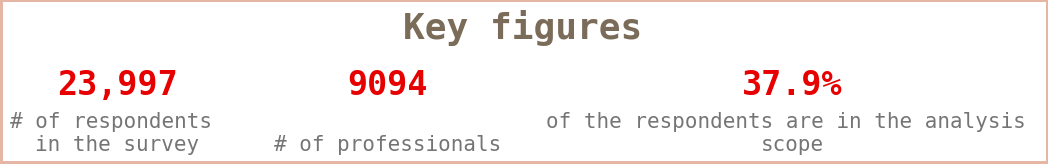 Key figures
23,997
# of respondents
in the survey
9094
# of professionals
37.9%
of the respondents are in the analysis
scope